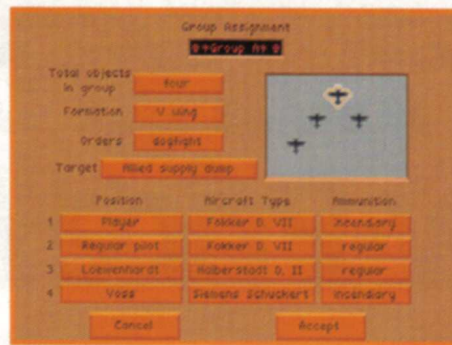 Group Assignment
Group A
Total objects in group four
Formation V wing
Orders dogfight
Target Allied supply dump
Position Aircraft Type Ammunition
1 Player Fokker D. VII incendiary
2 Regular pilot Fokker D. VII regular
3 Loewenhardt Halberstadt D. II regular
4 Voss Siemens Schuckert incendiary
Cancel Accept